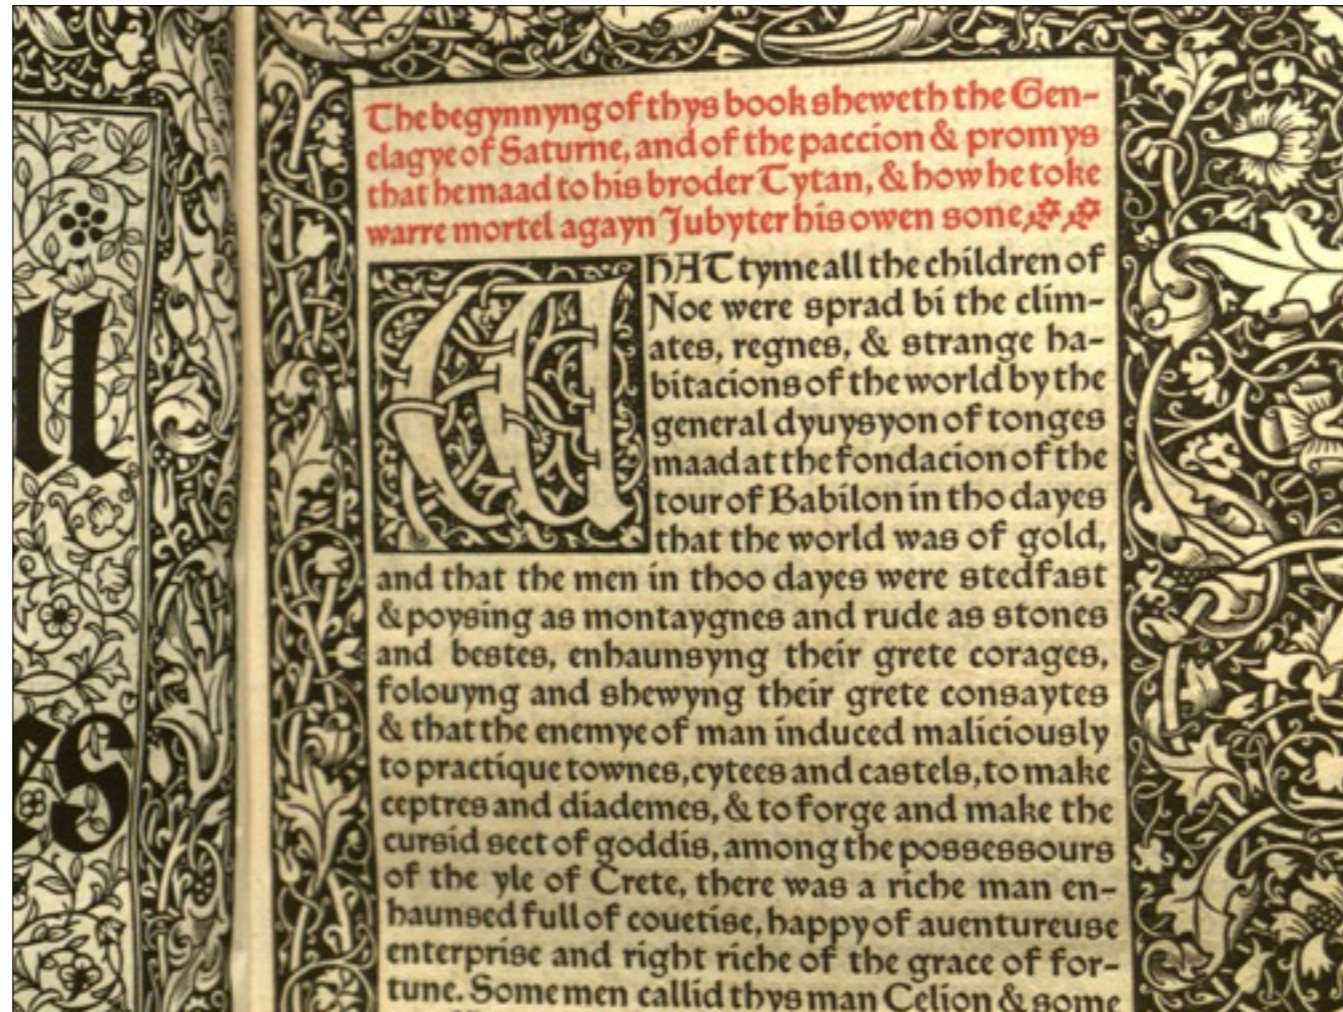 The begynnyng of thys book sheweth the Gen-
elagye of Saturne, and of the paccion & promys
that he maad to his broder Tytan, & how he toke
warre mortel agayn Jubyter his owen sone
WHAT tyme all the children of
Noe were sprad bi the clim-
ates, regnes, & strange ha-
bitacions of the world by the
general dyuysyon of tonges
maad at the fondacion of the
tour of Babilon in tho dayes
that the world was of gold,
and that the men in thoo dayes were stedfast
& poysing as montaygnes and rude as stones
and bestes, enhaunsyng their grete corages,
folouyng and shewyng their grete consaytes
& that the enemye of man induced maliciously
to practique townes, cytees and castels, to make
ceptres and diademes, & to forge and make the
cursid sect of goddis, among the possessours
of the yle of Crete, there was a riche man en-
haunsed full of couetise, happy of auentureuse
enterprise and right riche of the grace of for-
tune. Some men callid thys man Celion & some